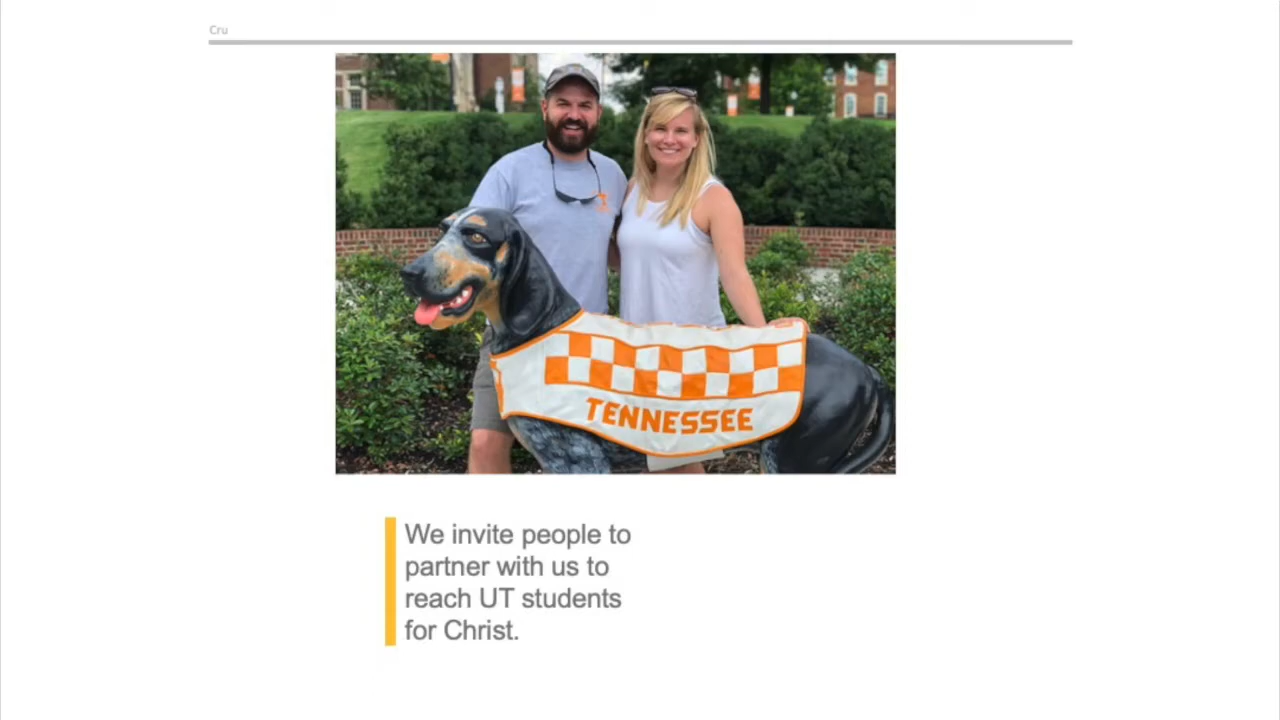 Cru
TENNESSEE
We invite people to
partner with us to
reach UT students
for Christ.